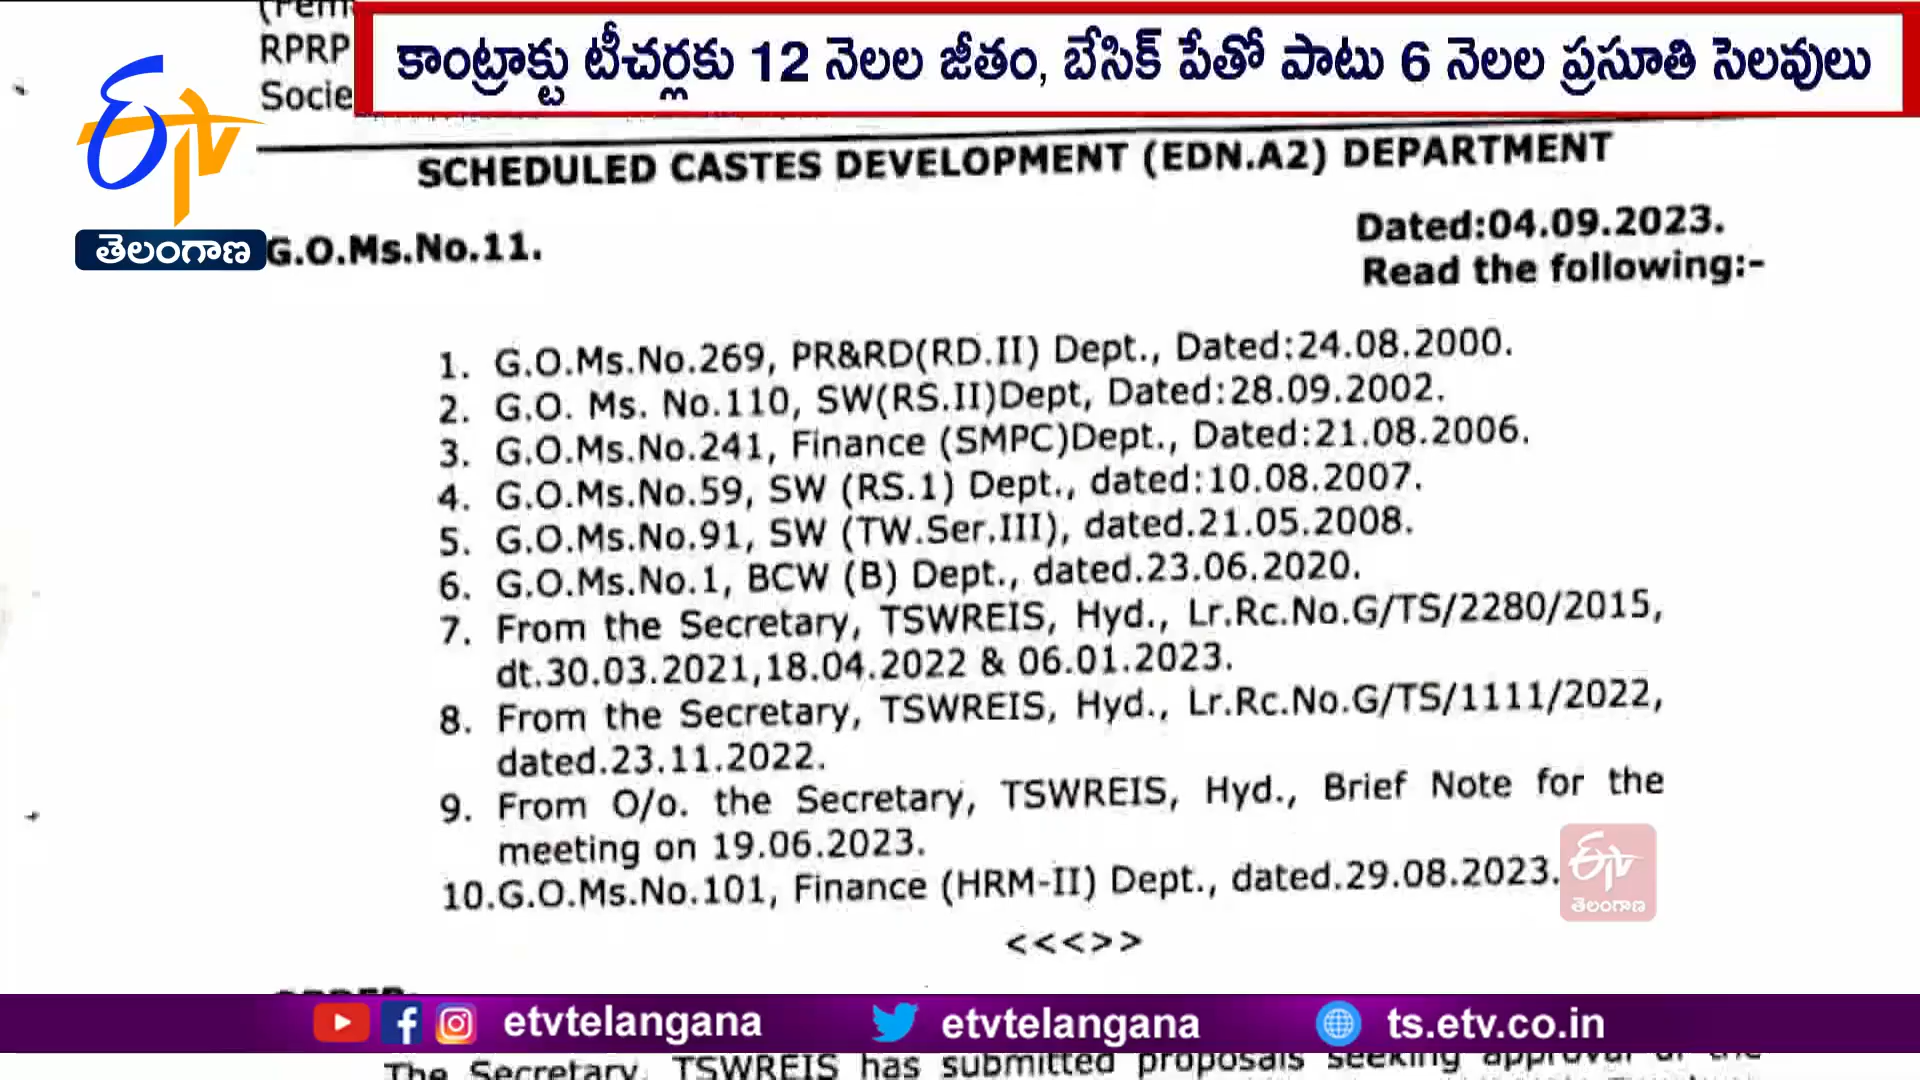 కాంట్రాక్టు టీచర్లకు 12 నెలల జీతం, బేసిక్ పేతో పాటు 6 నెలల ప్రసూతి సెలవులు
RPRP
Socie
ETV
తెలంగాణ
SCHEDULED CASTES DEVELOPMENT (EDN.A2) DEPARTMENT
G.O.Ms.No.11.
Dated:04.09.2023.
Read the following:-
1. G.O.Ms.No.269, PR&RD(RD.II) Dept., Dated:24.08.2000.
2. G.O. Ms. No.110, SW(RS.II)Dept, Dated:28.09.2002.
3. G.O.Ms.No.241, Finance (SMPC)Dept., Dated:21.08.2006.
4. G.O.Ms.No.59, SW (RS.1) Dept., dated:10.08.2007.
5. G.O.Ms.No.91, SW (TW.Ser.III), dated.21.05.2008.
6. G.O.Ms.No.1, BCW (B) Dept., dated.23.06.2020.
7. From the Secretary, TSWREIS, Hyd., Lr.Rc.No.G/TS/2280/2015,
dt.30.03.2021,18.04.2022 & 06.01.2023.
8. From the Secretary, TSWREIS, Hyd., Lr.Rc.No.G/TS/1111/2022,
dated.23.11.2022.
9. From O/o. the Secretary, TSWREIS, Hyd., Brief Note for the
meeting on 19.06.2023.
10.G.O.Ms.No.101, Finance (HRM-II) Dept., dated.29.08.2023.
ETV
తెలంగాణ
<<<>>
etvtelangana
etvtelangana
ts.etv.co.in
The Secretary, TSWREIS has submitted proposals seeking approval of the